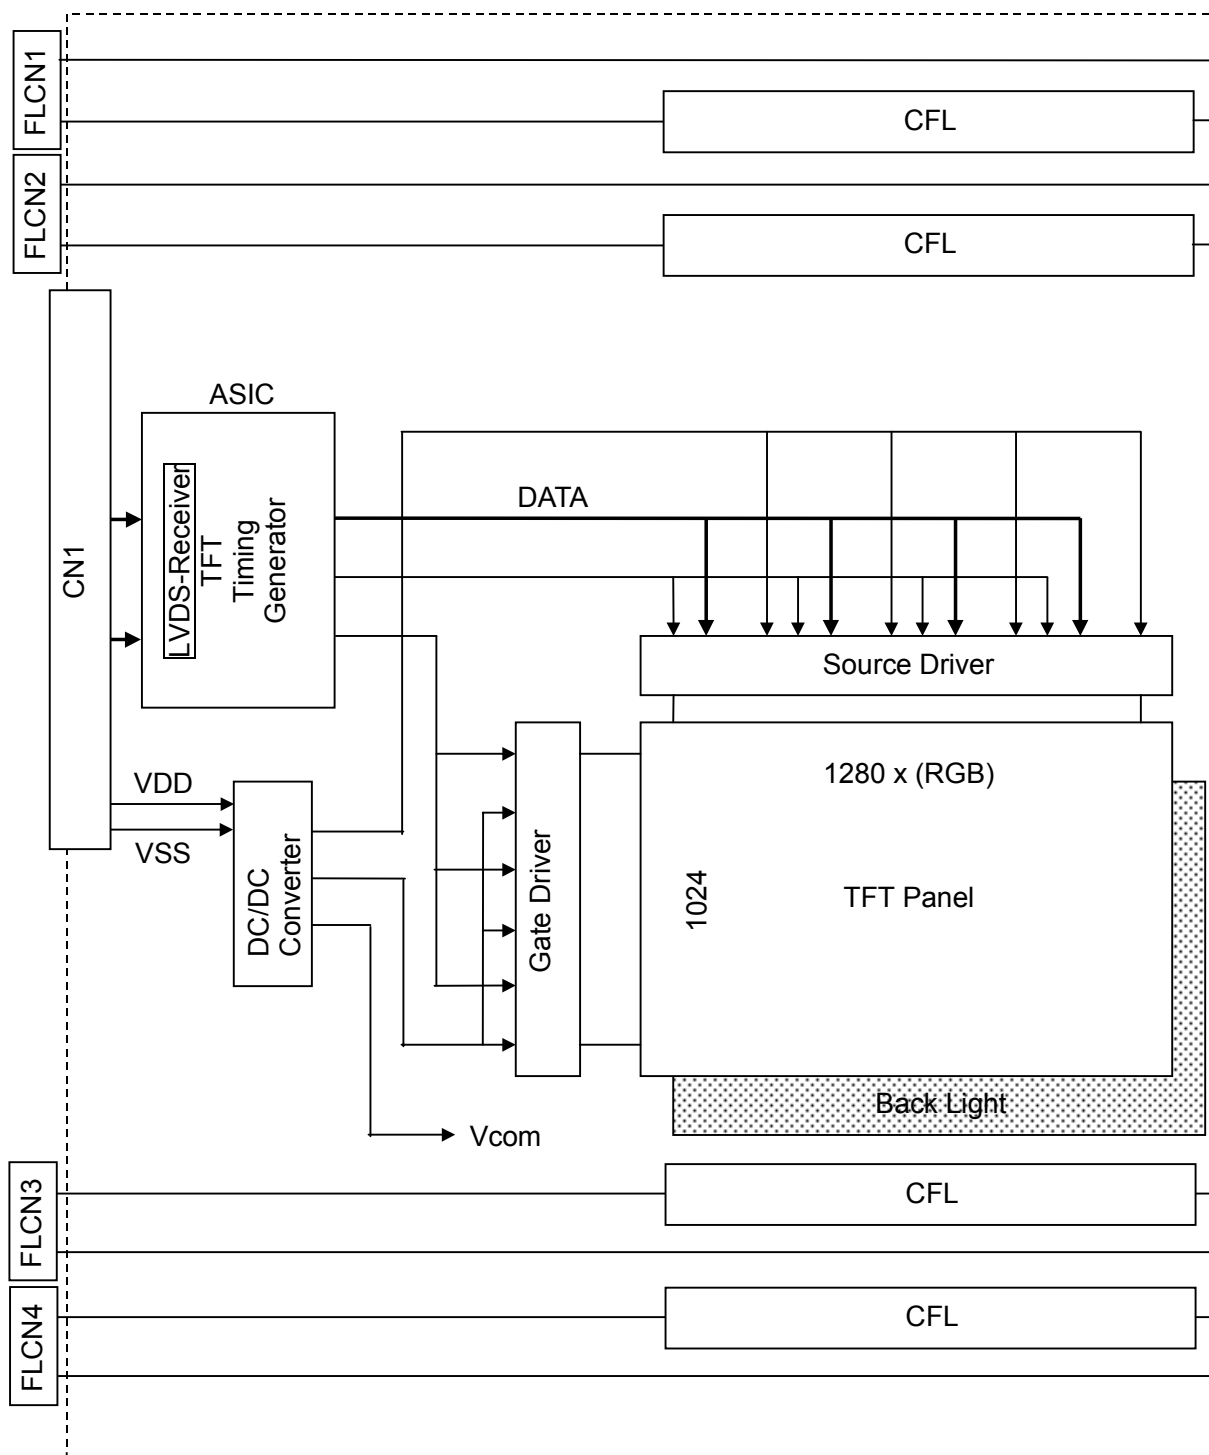 FLCN1
CFL
FLCN2
CFL
CN1
ASIC
LVDS-Receiver
TFT
Timing
Generator
DATA
Source Driver
VDD
VSS
DC/DC
Converter
Gate Driver
1280 x (RGB)
1024
TFT Panel
Back Light
Vcom
FLCN3
CFL
FLCN4
CFL